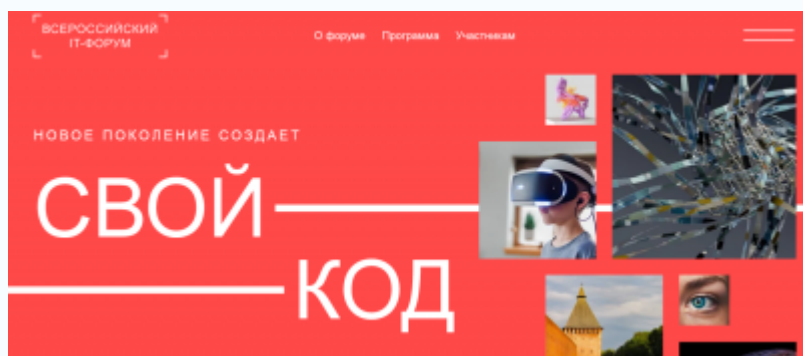 ВСЕРОССИЙСКИЙ
IT-ФОРУМ
О форуме Программа Участникам
НОВОЕ ПОКОЛЕНИЕ СОЗДАЕТ
СВОЙ
КОД